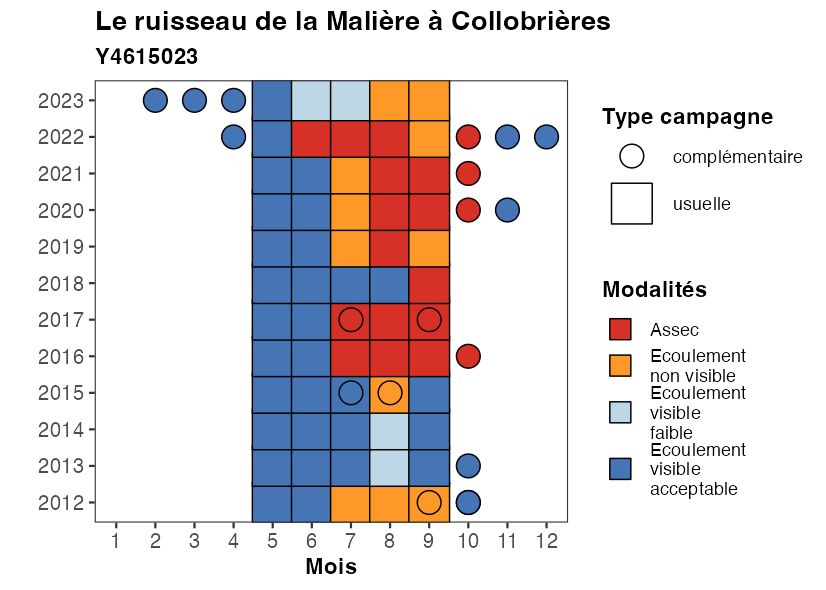 Le ruisseau de la Malière à Collobrières
Y4615023
2023
2022
2021
2020
2019
2018
2017
2016
2015
2014
2013
2012
1 2 3 4 5 6 7 8 9 10 11 12
Mois
Type campagne
complémentaire
usuelle
Modalités
Assec
Ecoulement
non visible
Ecoulement
visible
faible
Ecoulement
visible
acceptable